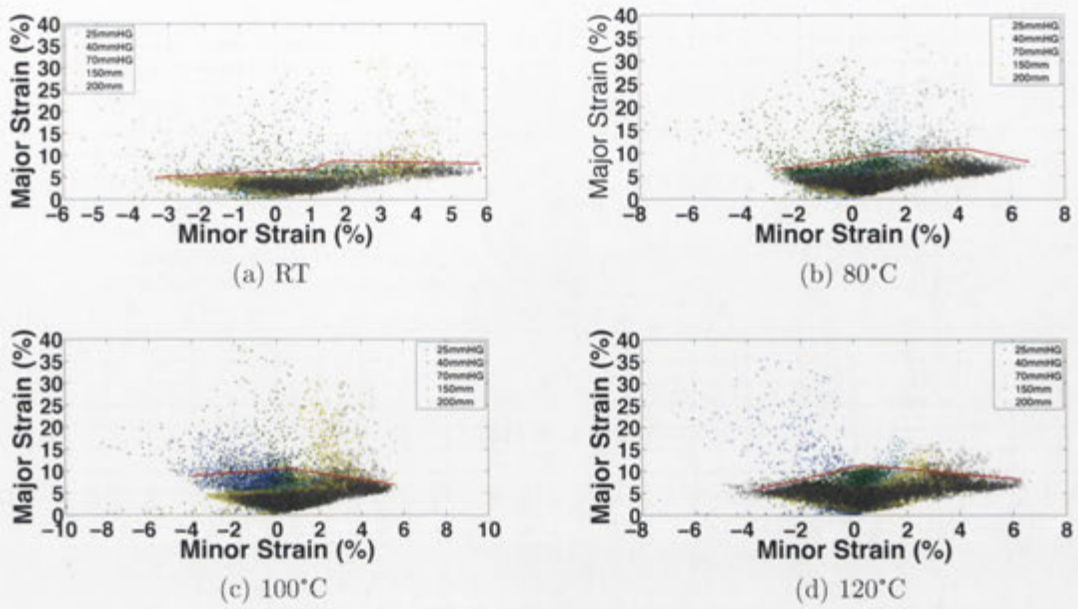 Major Strain (%)
40
35
30
25
20
15
10
5
0
25mmHG
40mmHG
70mmHG
150mm
200mm
-6 -5 -4 -3 -2 -1 0 1 2 3 4 5 6
Minor Strain (%)
(a) RT
Major Strain (%)
40
35
30
25
20
15
10
5
0
25mmHG
40mmHG
70mmHG
150mm
200mm
-8 -6 -4 -2 0 2 4 6 8
Minor Strain (%)
(b) 80°C
Major Strain (%)
40
35
30
25
20
15
10
5
0
25mmHG
40mmHG
70mmHG
150mm
200mm
-10 -8 -6 -4 -2 0 2 4 6 8 10
Minor Strain (%)
(c) 100°C
Major Strain (%)
40
35
30
25
20
15
10
5
0
25mmHG
40mmHG
70mmHG
150mm
200mm
-8 -6 -4 -2 0 2 4 6 8
Minor Strain (%)
(d) 120°C